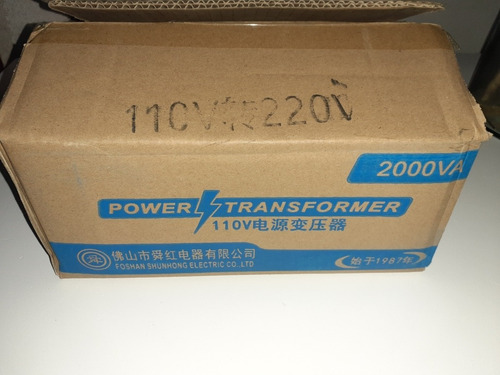 110V转220V
2000VA
POWER TRANSFORMER
110V电源变压器
舜
佛山市舜红电器有限公司
FOSHAN SHUNHONG ELECTRIC CO.LTD
始于1987年